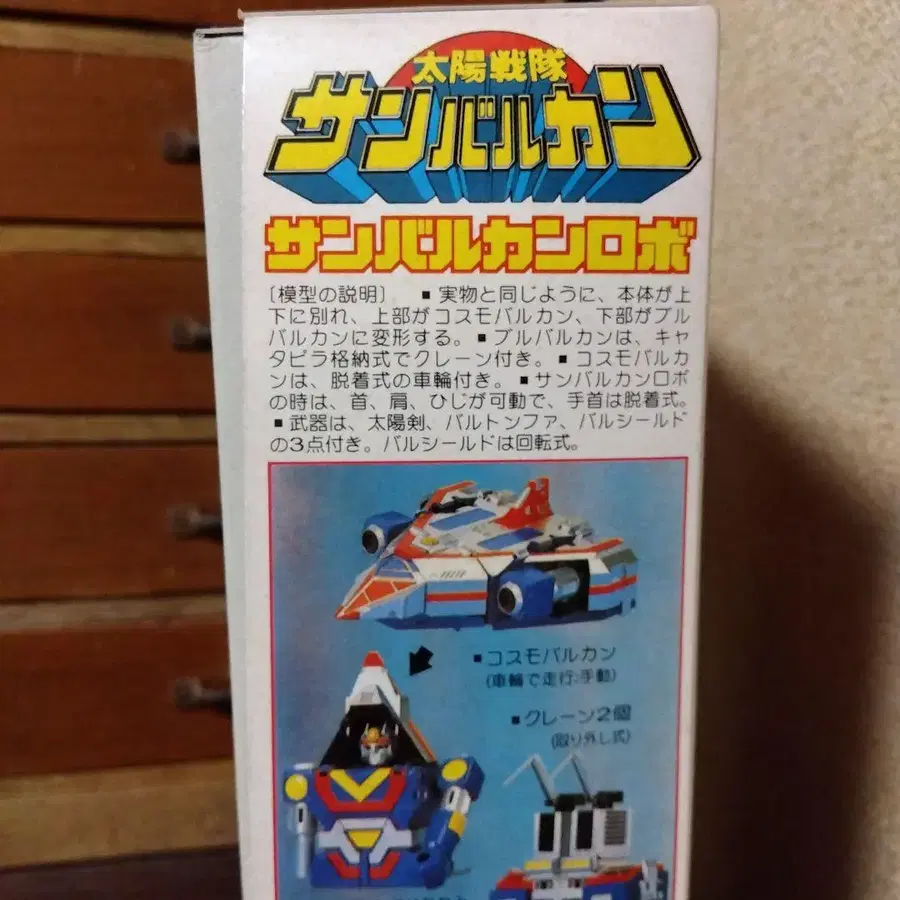 太陽戦隊
サンバルカン
サンバルカンロボ
〔模型の説明〕 ■実物と同じように、本体が上
下に別れ、上部がコスモバルカン、下部がブル
バルカンに変形する。■ブルバルカンは、キャ
タピラ格納式でクレーン付き。■コスモバルカ
ンは、脱着式の車輪付き。■サンバルカンロボ
の時は、首、肩、ひじが可動で、手首は脱着式。
■武器は、太陽剣、バルトンファ、バルシールド
の3点付き。バルシールドは回転式。
■コスモバルカン
(車輪で走行:手動)
■クレーン2個
(取り外し式)